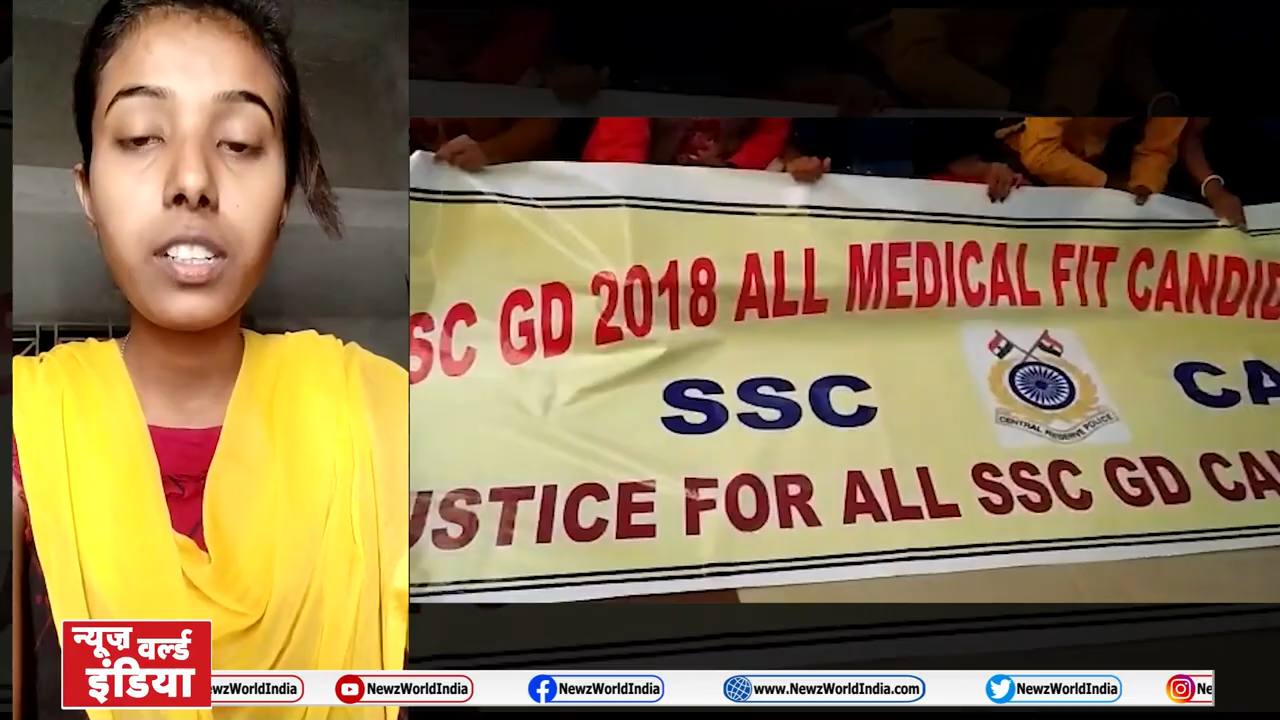 SC GD 2018 ALL MEDICAL FIT CANDID
SSC
CA
CENTRAL RESERVE POLICE
USTICE FOR ALL SSC GD CA
न्यूज़ वर्ल्ड
इंडिया
ewzWorldIndia
NewzWorldIndia
NewzWorldIndia
www.NewzWorldIndia.com
NewzWorldIndia
Ne